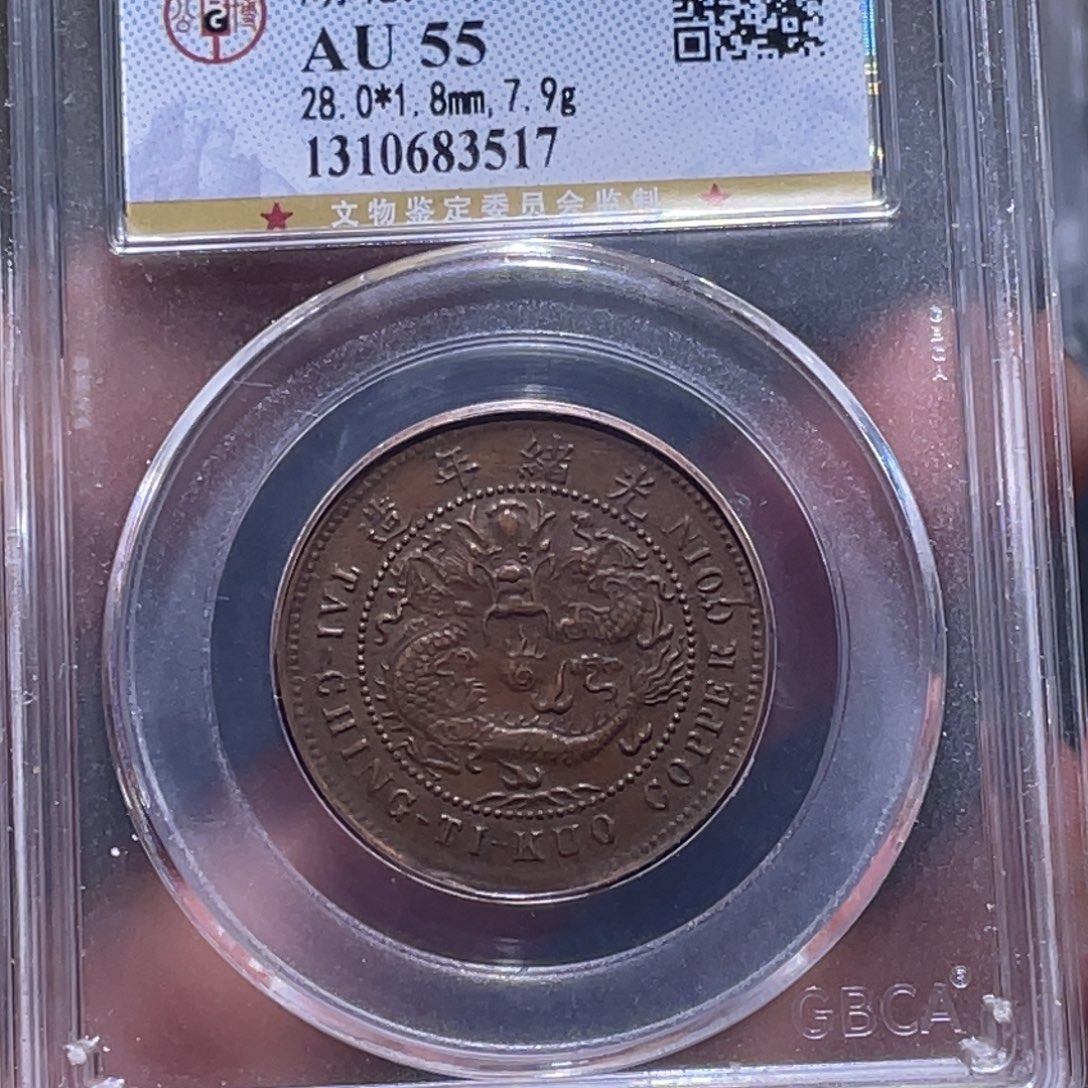 AU 55
28.0*1.8mm,7.9g
1310683517
★ 文物鉴定委员会监制 ★
造年緒光
TAI-CHING-TI-KUO COPPER COIN
GBCA®